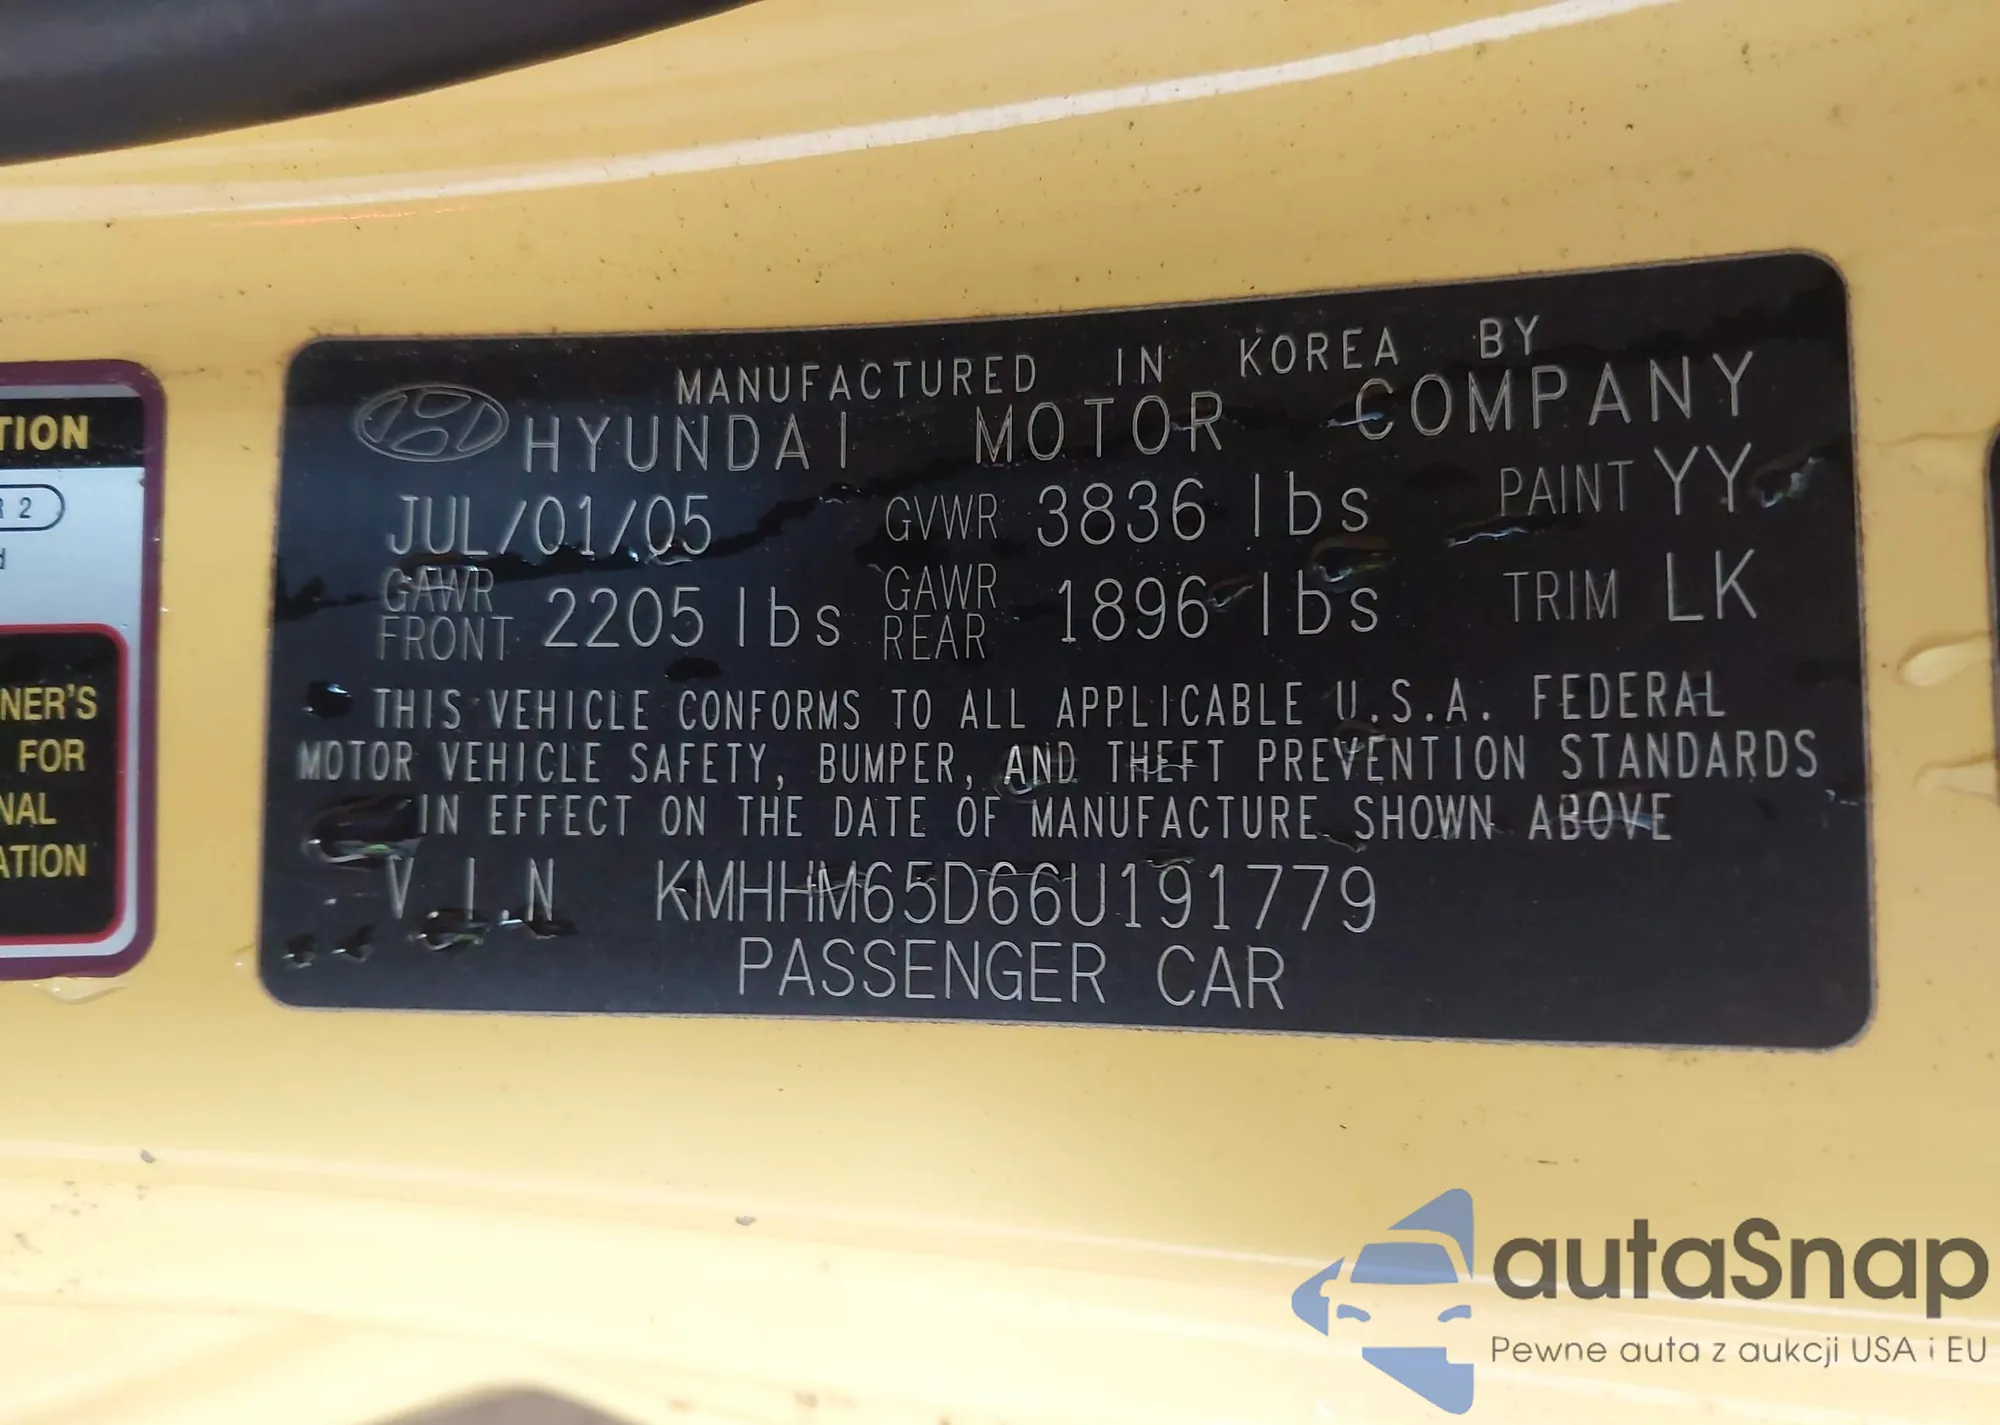 MANUFACTURED IN KOREA BY
HYUNDAI MOTOR COMPANY
JUL/01/05 GVWR 3836 lbs PAINT YY
GAWR FRONT 2205 lbs GAWR REAR 1896 lbs TRIM LK
THIS VEHICLE CONFORMS TO ALL APPLICABLE U.S.A. FEDERAL
MOTOR VEHICLE SAFETY, BUMPER, AND THEFT PREVENTION STANDARDS
IN EFFECT ON THE DATE OF MANUFACTURE SHOWN ABOVE
V.I.N KMHHM65D66U191779
PASSENGER CAR
TION
R 2
d
NER'S
FOR
NAL
ATION
autaSnap
Pewne auta z aukcji USA i EU